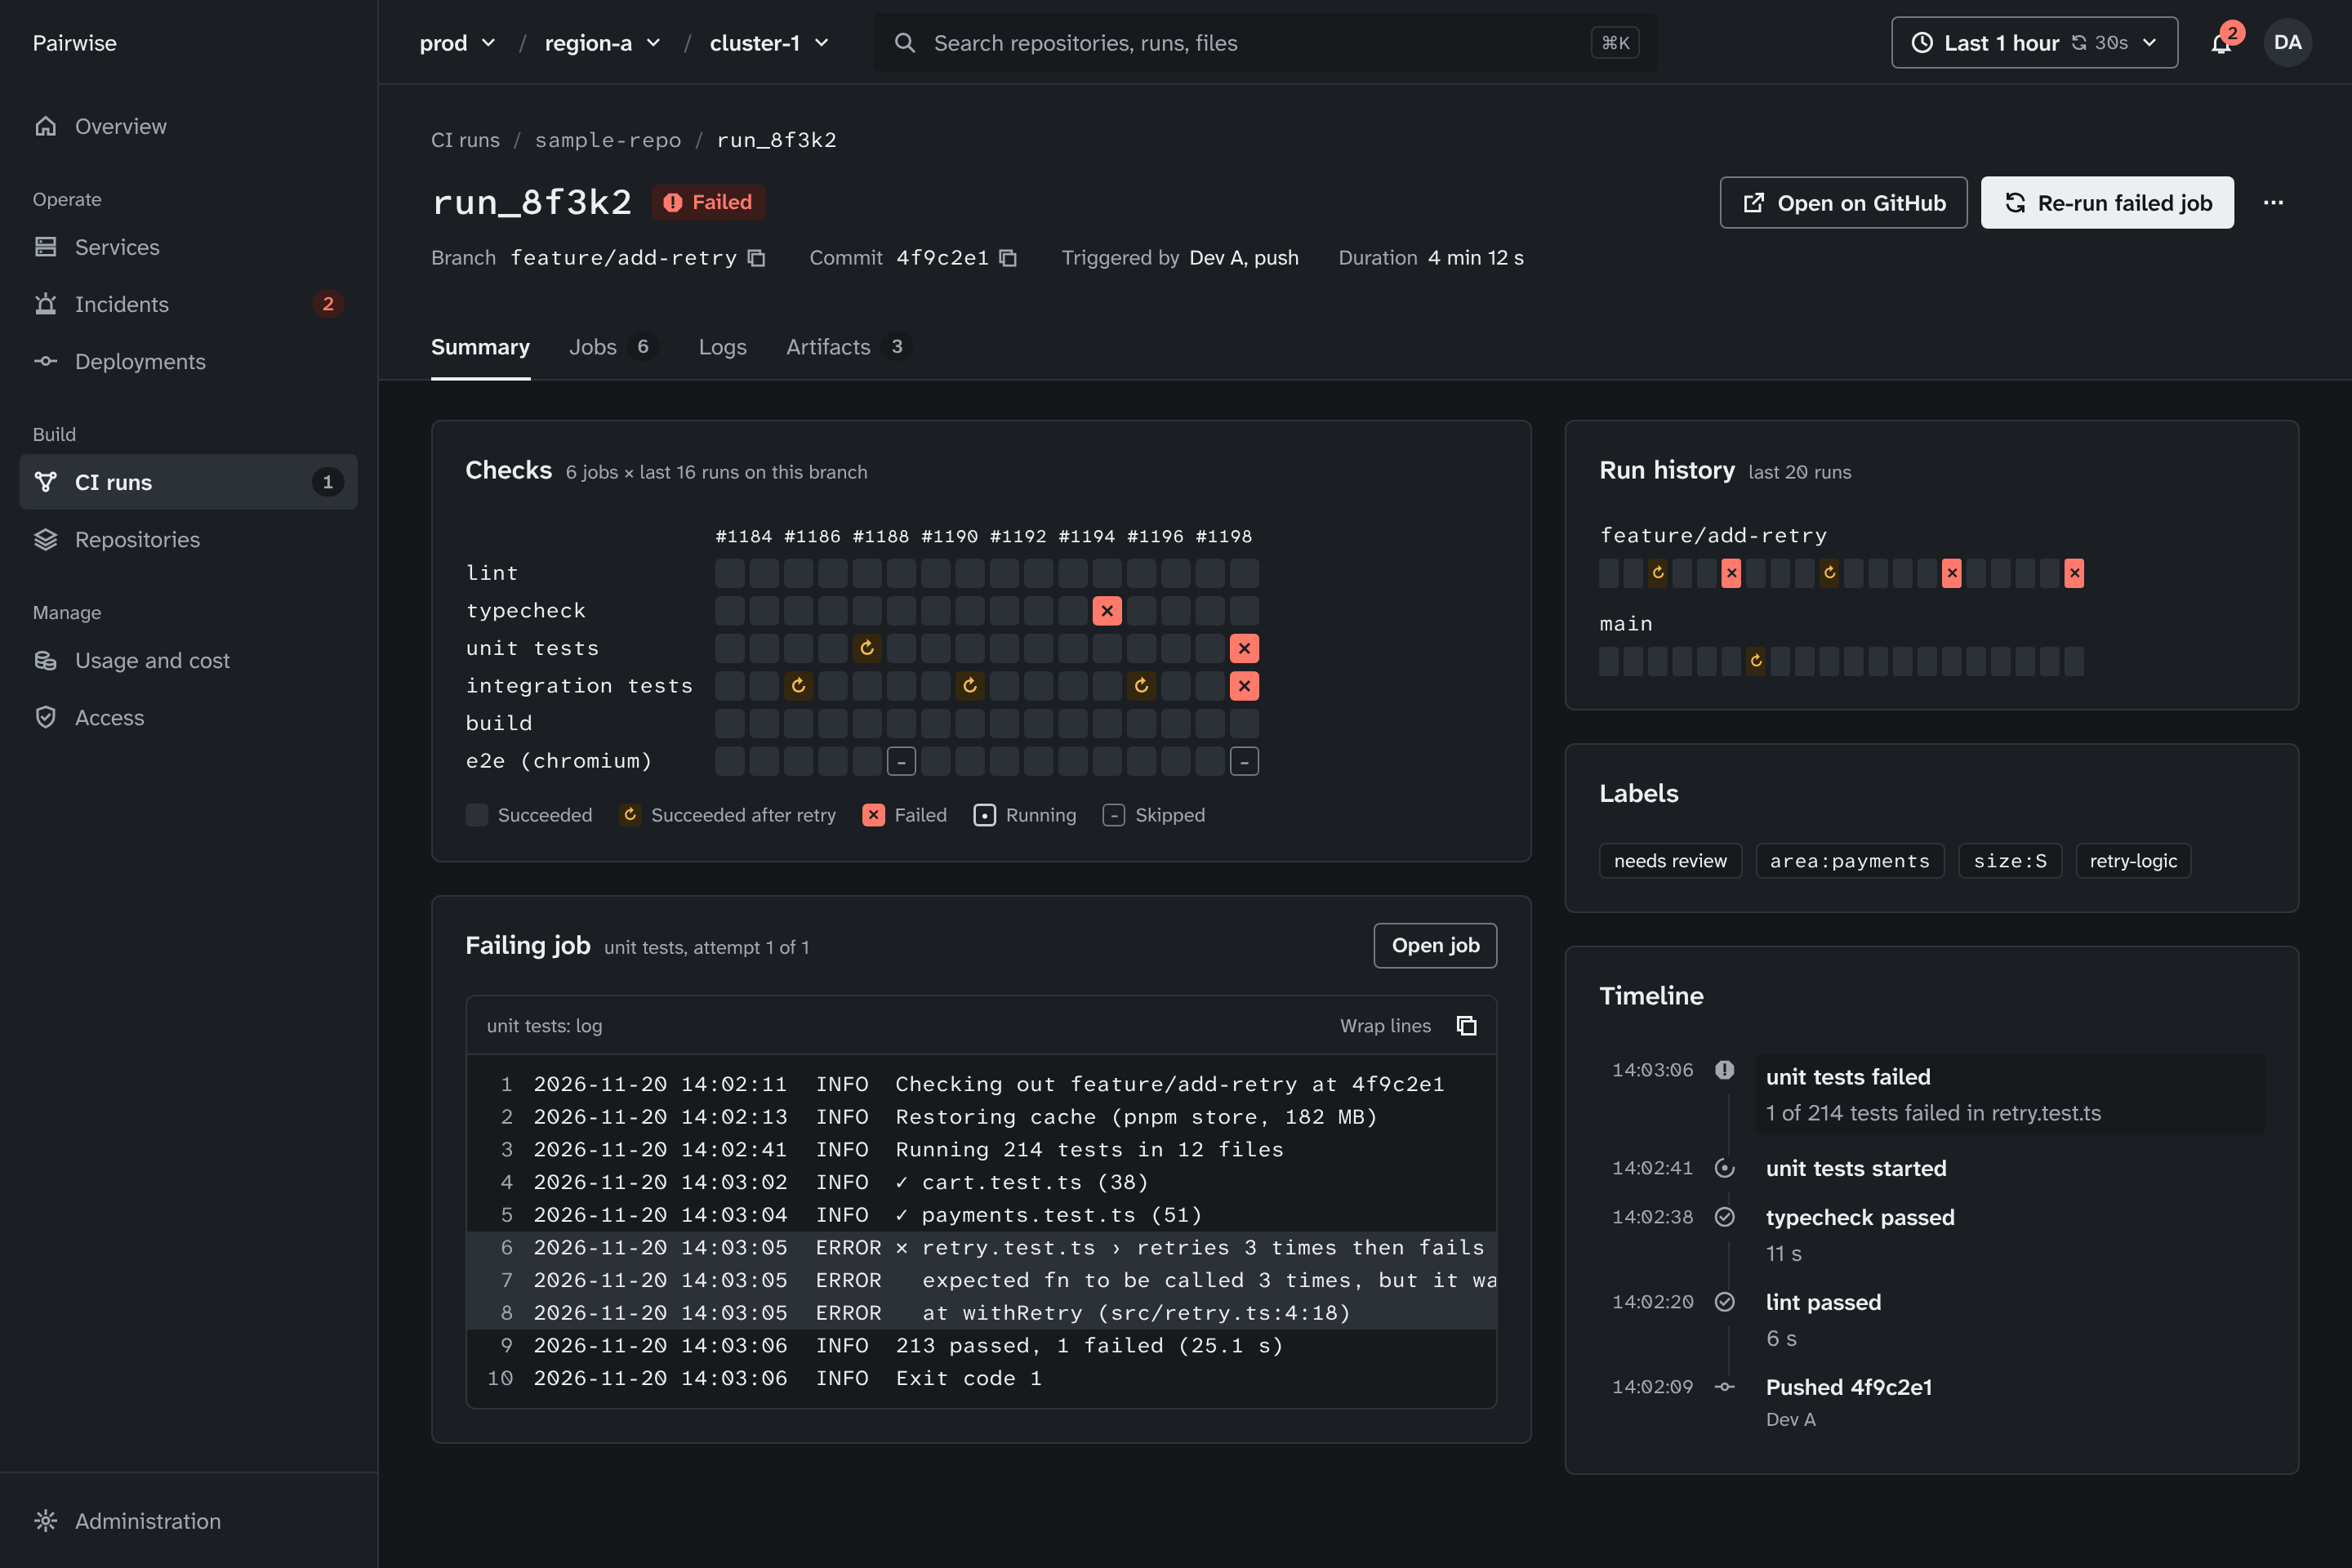 Pairwise
Overview
Operate
Services
Incidents 2
Deployments
Build
CI runs 1
Repositories
Manage
Usage and cost
Access
Administration
prod / region-a / cluster-1
Search repositories, runs, files ⌘K
Last 1 hour 30s
2
DA
CI runs / sample-repo / run_8f3k2
run_8f3k2 Failed
Open on GitHub
Re-run failed job
Branch feature/add-retry Commit 4f9c2e1 Triggered by Dev A, push Duration 4 min 12 s
Summary Jobs 6 Logs Artifacts 3
Checks 6 jobs × last 16 runs on this branch
#1184 #1186 #1188 #1190 #1192 #1194 #1196 #1198
lint
typecheck
unit tests
integration tests
build
e2e (chromium)
Succeeded Succeeded after retry Failed Running Skipped
Failing job unit tests, attempt 1 of 1
Open job
unit tests: log Wrap lines
1 2026-11-20 14:02:11 INFO Checking out feature/add-retry at 4f9c2e1
2 2026-11-20 14:02:13 INFO Restoring cache (pnpm store, 182 MB)
3 2026-11-20 14:02:41 INFO Running 214 tests in 12 files
4 2026-11-20 14:03:02 INFO ✓ cart.test.ts (38)
5 2026-11-20 14:03:04 INFO ✓ payments.test.ts (51)
6 2026-11-20 14:03:05 ERROR × retry.test.ts › retries 3 times then fails
7 2026-11-20 14:03:05 ERROR expected fn to be called 3 times, but it wa
8 2026-11-20 14:03:05 ERROR at withRetry (src/retry.ts:4:18)
9 2026-11-20 14:03:06 INFO 213 passed, 1 failed (25.1 s)
10 2026-11-20 14:03:06 INFO Exit code 1
Run history last 20 runs
feature/add-retry
main
Labels
needs review area:payments size:S retry-logic
Timeline
14:03:06 unit tests failed
1 of 214 tests failed in retry.test.ts
14:02:41 unit tests started
14:02:38 typecheck passed
11 s
14:02:20 lint passed
6 s
14:02:09 Pushed 4f9c2e1
Dev A